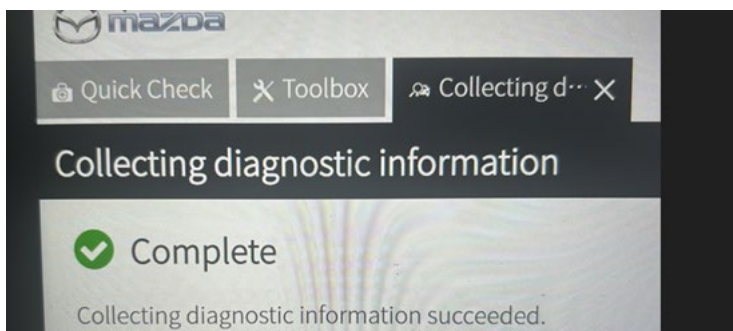 mazda
Quick Check
Toolbox
Collecting d···
Collecting diagnostic information
Complete
Collecting diagnostic information succeeded.